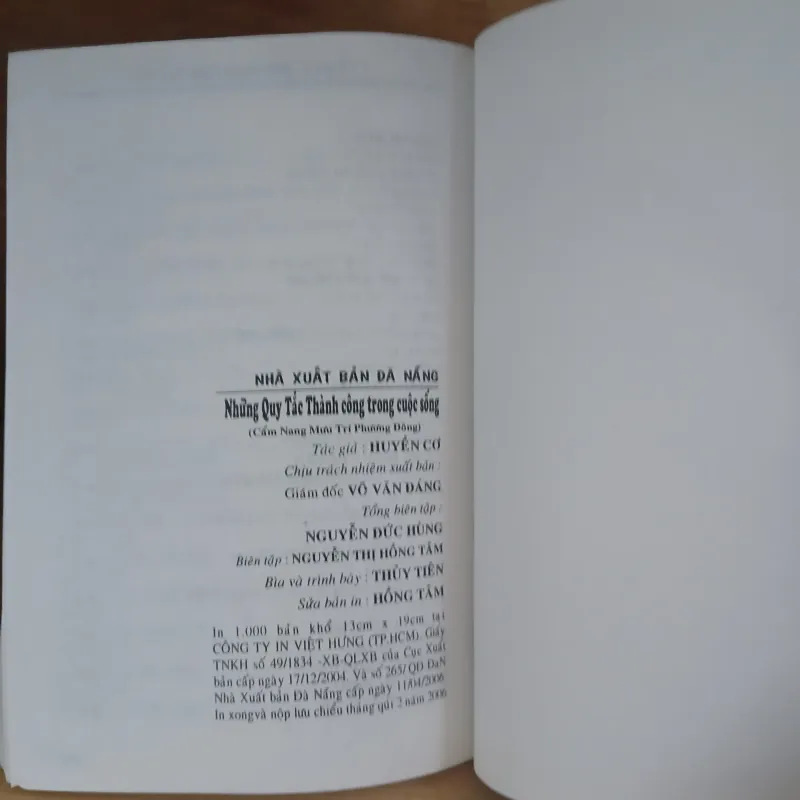 NHÀ XUẤT BẢN ĐÀ NẴNG
Những Quy Tắc Thành công trong cuộc sống
(Cẩm Nang Mưu Trí Phương Đông)
Tác giả : HUYỀN CƠ
Chịu trách nhiệm xuất bản :
Giám đốc VÕ VĂN ĐÁNG
Tổng biên tập :
NGUYỄN ĐỨC HÙNG
Biên tập : NGUYỄN THỊ HỒNG TÂM
Bìa và trình bày : THỦY TIÊN
Sửa bản in : HỒNG TÂM
In 1.000 bản khổ 13cm x 19cm tại
CÔNG TY IN VIỆT HƯNG (TP.HCM). Giấy
TNKH số 49/1834 -XB-QLXB của Cục Xuất
bản cấp ngày 17/12/2004. Và số 265/ QĐ ĐaN
Nhà Xuất bản Đà Nẵng cấp ngày 11/04/2006
In xong và nộp lưu chiểu tháng qúi 2 năm 2006